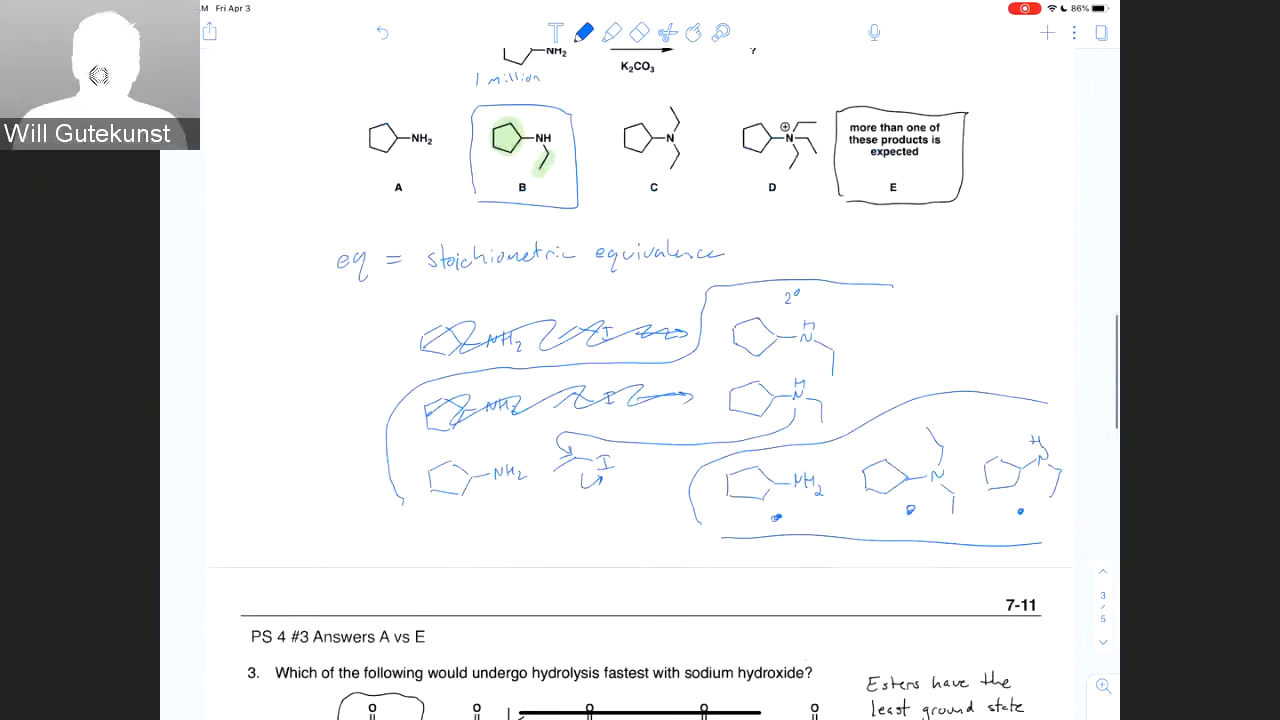 M Fri Apr 3
86%
T
Will Gutekunst
NH2
K2CO3
?
1 million
NH2
NH
N
⊕
N
more than one of
these products is
expected
A
B
C
D
E
eq = stoichiometric equivalence
2°
NH2
I
H
N
NH2
I
H
N
NH2
I
NH2
N
H
N
7-11
3
/
5
PS 4 #3 Answers A vs E
3. Which of the following would undergo hydrolysis fastest with sodium hydroxide?
Esters have the
least ground state
O
O
O
O
O